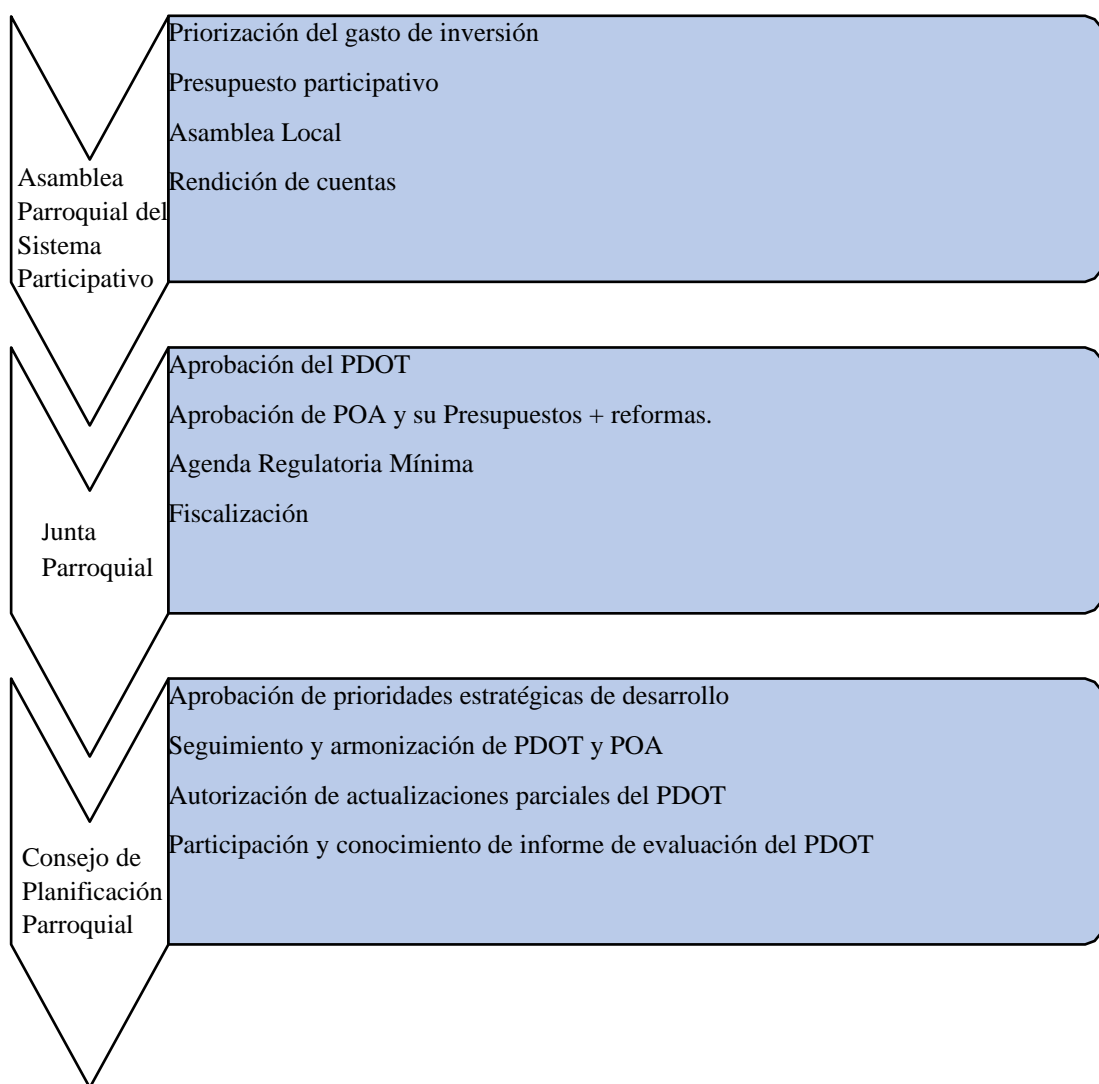 Asamblea
Parroquial del
Sistema
Participativo
Priorización del gasto de inversión
Presupuesto participativo
Asamblea Local
Rendición de cuentas
Junta
Parroquial
Aprobación del PDOT
Aprobación de POA y su Presupuestos + reformas.
Agenda Regulatoria Mínima
Fiscalización
Consejo de
Planificación
Parroquial
Aprobación de prioridades estratégicas de desarrollo
Seguimiento y armonización de PDOT y POA
Autorización de actualizaciones parciales del PDOT
Participación y conocimiento de informe de evaluación del PDOT